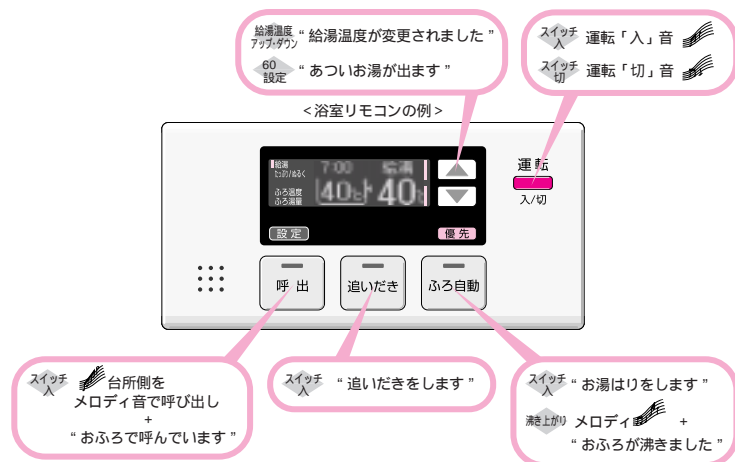 給湯温度
アップ・ダウン
“ 給湯温度が変更されました ”
60
設定
“ あついお湯が出ます ”
スイッチ
入
運転「入」音
スイッチ
切
運転「切」音
＜浴室リモコンの例＞
給湯
7:00
給湯
ふろ温度
ふろ湯量
40℃
40℃
設定
優先
運転
入/切
呼出
追いだき
ふろ自動
スイッチ
入
台所側を
メロディ音で呼び出し
+
“ おふろで呼んでいます ”
スイッチ
入
“ 追いだきをします ”
スイッチ
入
“ お湯はりをします ”
沸き上がり
メロディ
+
“ おふろが沸きました ”